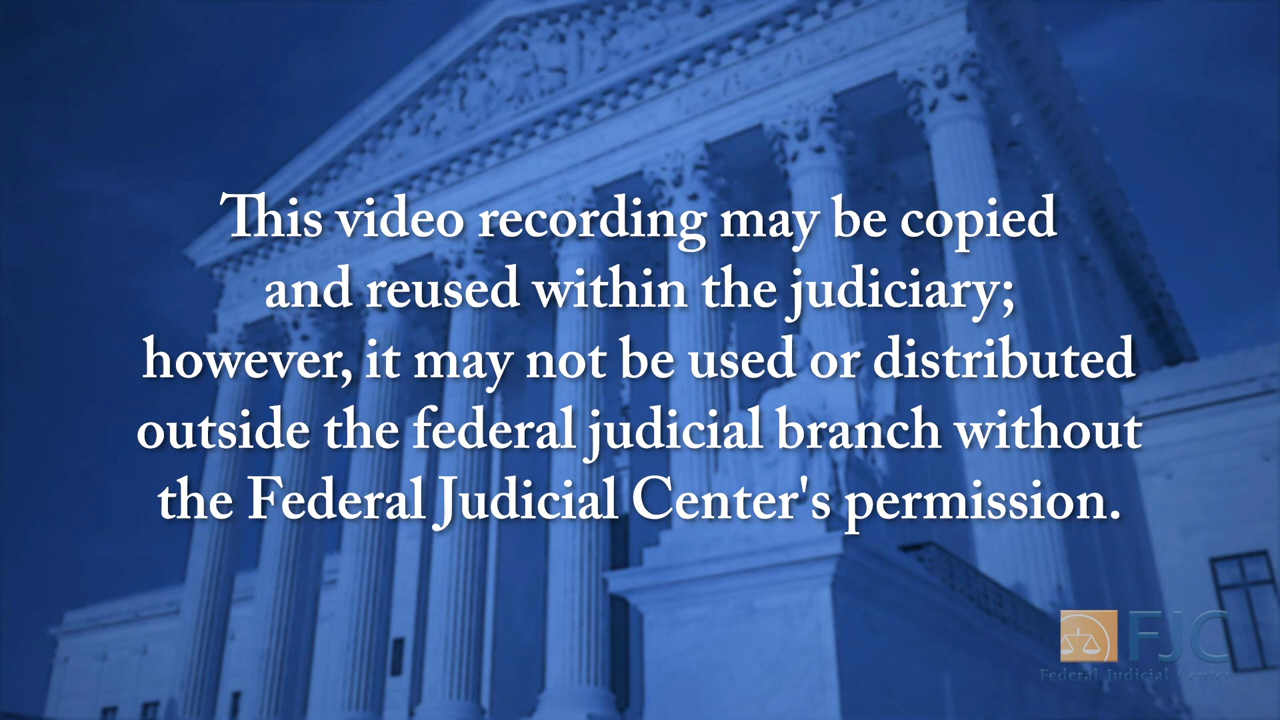 This video recording may be copied
and reused within the judiciary;
however, it may not be used or distributed
outside the federal judicial branch without
the Federal Judicial Center's permission.
FJC
Federal Judicial Center